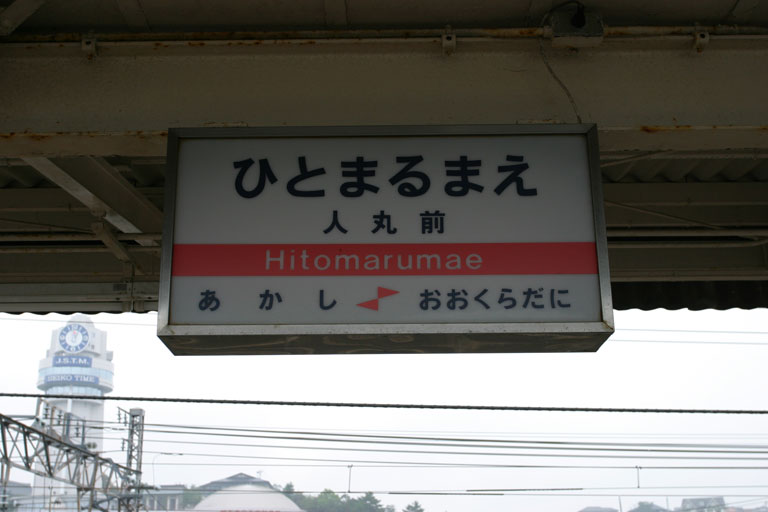 ひとまるまえ
人丸前
Hitomarumae
あかし おおくらだに
J.S.T.M.
SEIKO TIME